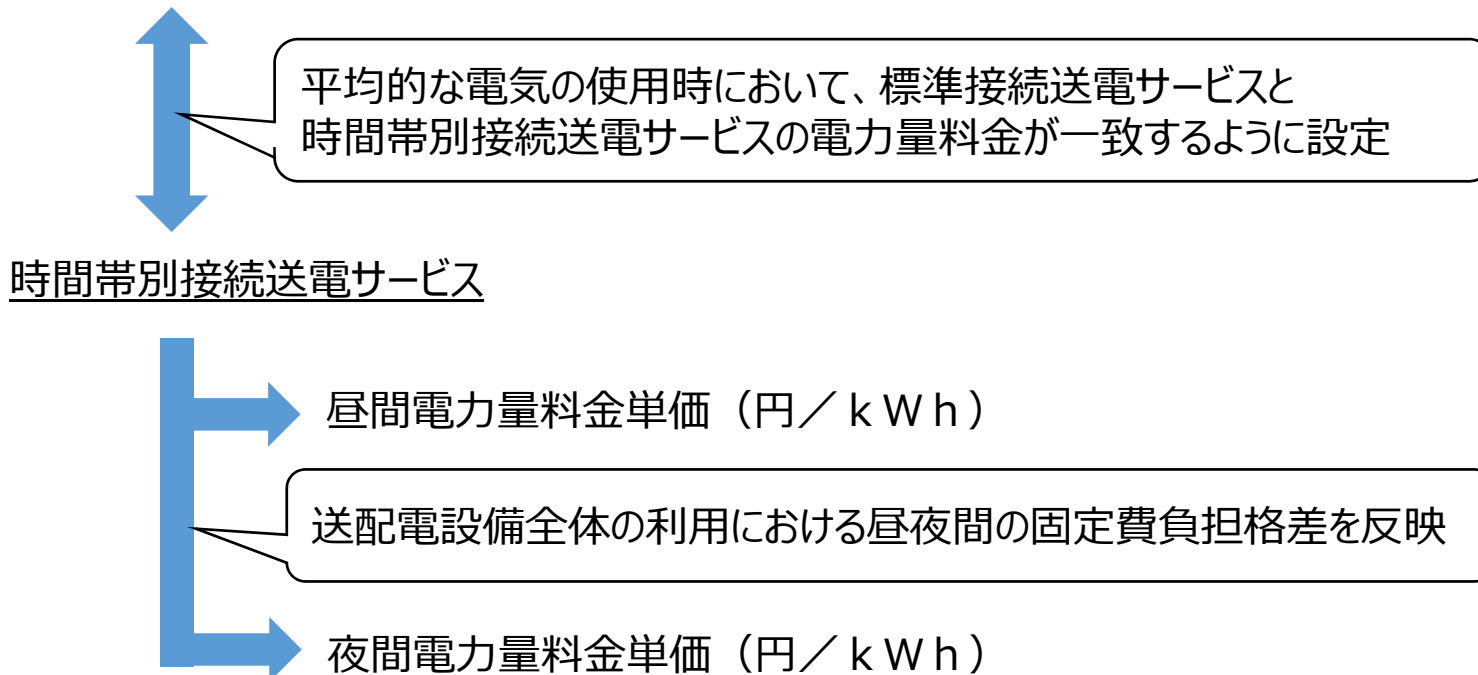 平均的な電気の使用時において、標準接続送電サービスと
時間帯別接続送電サービスの電力量料金が一致するように設定
時間帯別接続送電サービス
昼間電力量料金単価（円／ｋＷｈ）
送配電設備全体の利用における昼夜間の固定費負担格差を反映
夜間電力量料金単価（円／ｋＷｈ）